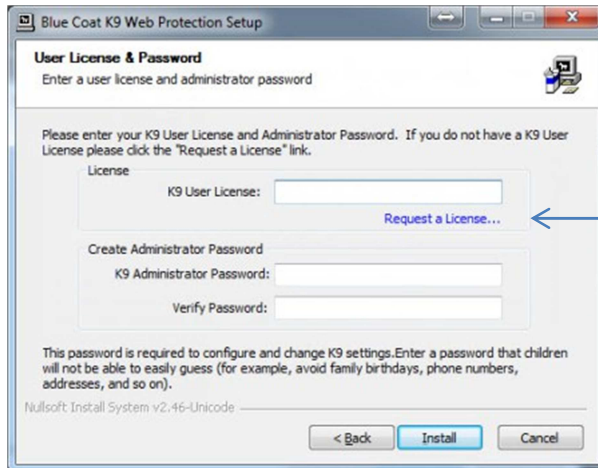 Blue Coat K9 Web Protection Setup
User License & Password
Enter a user license and administrator password
Please enter your K9 User License and Administrator Password.  If you do not have a K9 User
License please click the "Request a License" link.
License
K9 User License:
Request a License...
Create Administrator Password
K9 Administrator Password:
Verify Password:
This password is required to configure and change K9 settings.Enter a password that children
will not be able to easily guess (for example, avoid family birthdays, phone numbers,
addresses, and so on).
Nullsoft Install System v2.46-Unicode
< Back
Install
Cancel